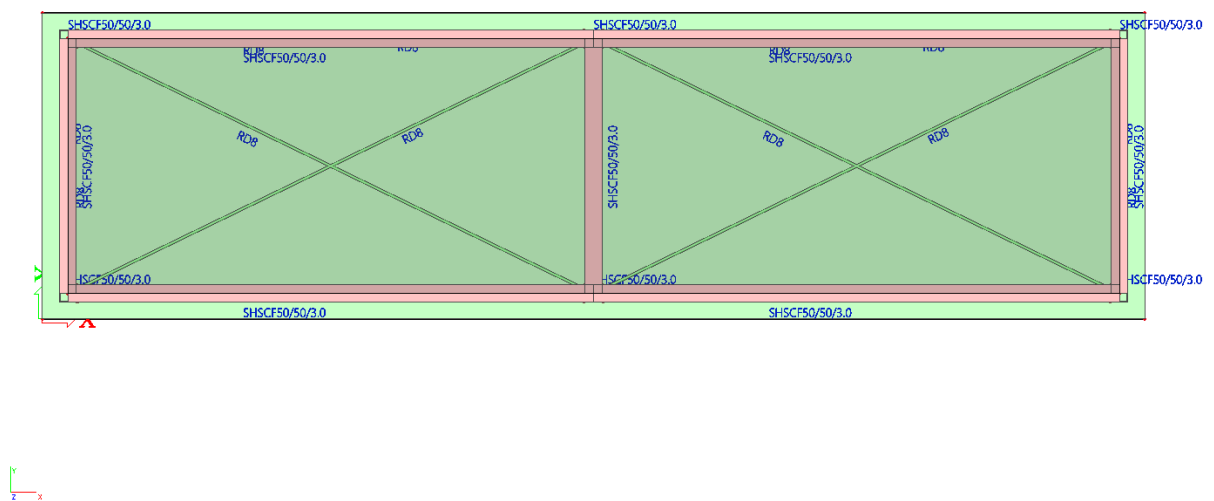 SHSCF50/50/3.0 SHSCF50/50/3.0 SHSCF50/50/3.0
RD8 RD8 RD8 RD8
SHSCF50/50/3.0 SHSCF50/50/3.0
RD8 RD8 RD8 RD8
RD8 SHSCF50/50/3.0 SHSCF50/50/3.0 RD8 SHSCF50/50/3.0
RD8 RD8
HSCF50/50/3.0 HSCF50/50/3.0 HSCF50/50/3.0
Y
SHSCF50/50/3.0 SHSCF50/50/3.0
X
Y
Z X